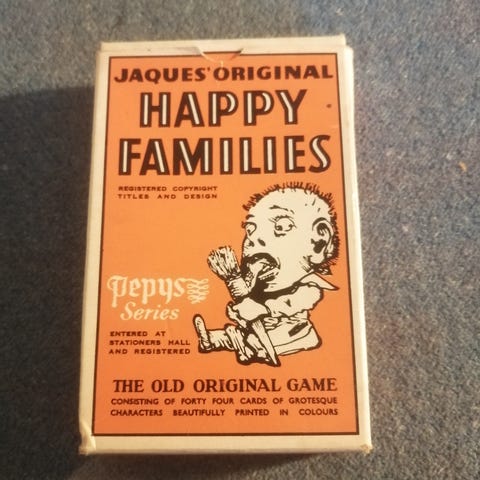 JAQUES' ORIGINAL
HAPPY
FAMILIES
REGISTERED COPYRIGHT
TITLES AND DESIGN
Pepys
Series
ENTERED AT
STATIONERS HALL
AND REGISTERED
THE OLD ORIGINAL GAME
CONSISTING OF FORTY FOUR CARDS OF GROTESQUE
CHARACTERS BEAUTIFULLY PRINTED IN COLOURS